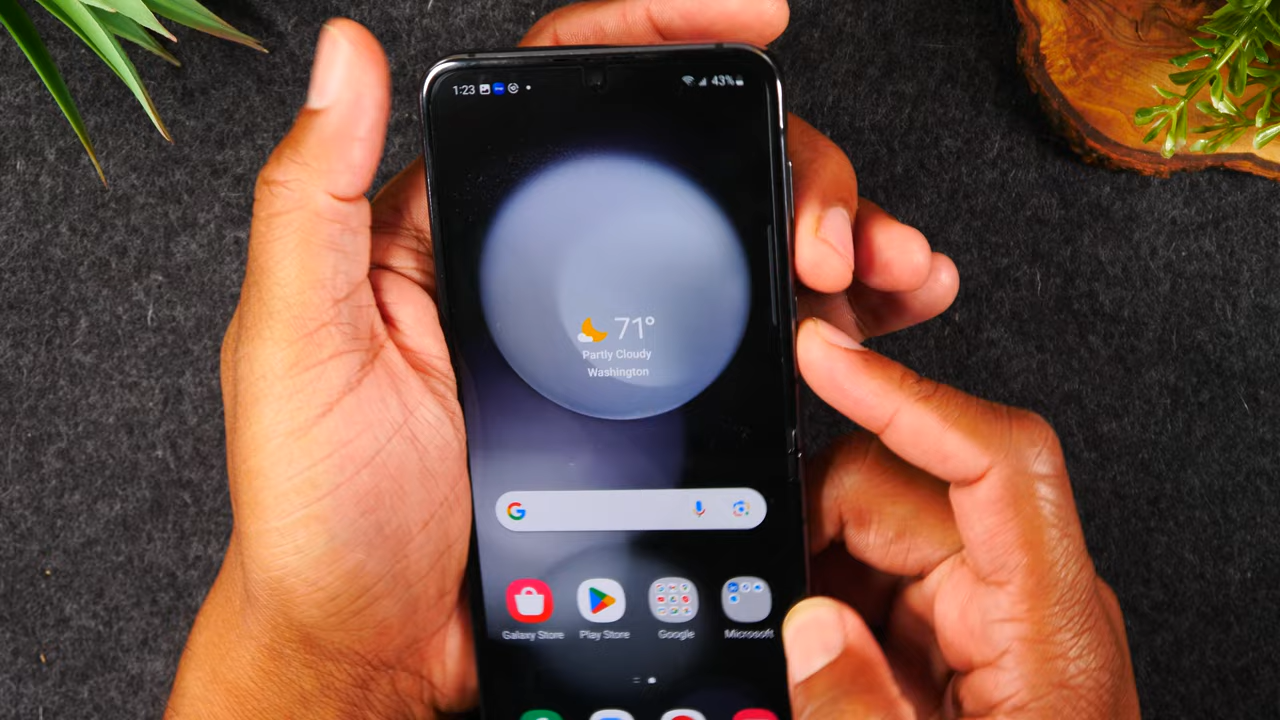 1:23
43%
71°
Partly Cloudy
Washington
G
Galaxy Store
Play Store
Google
Microsoft